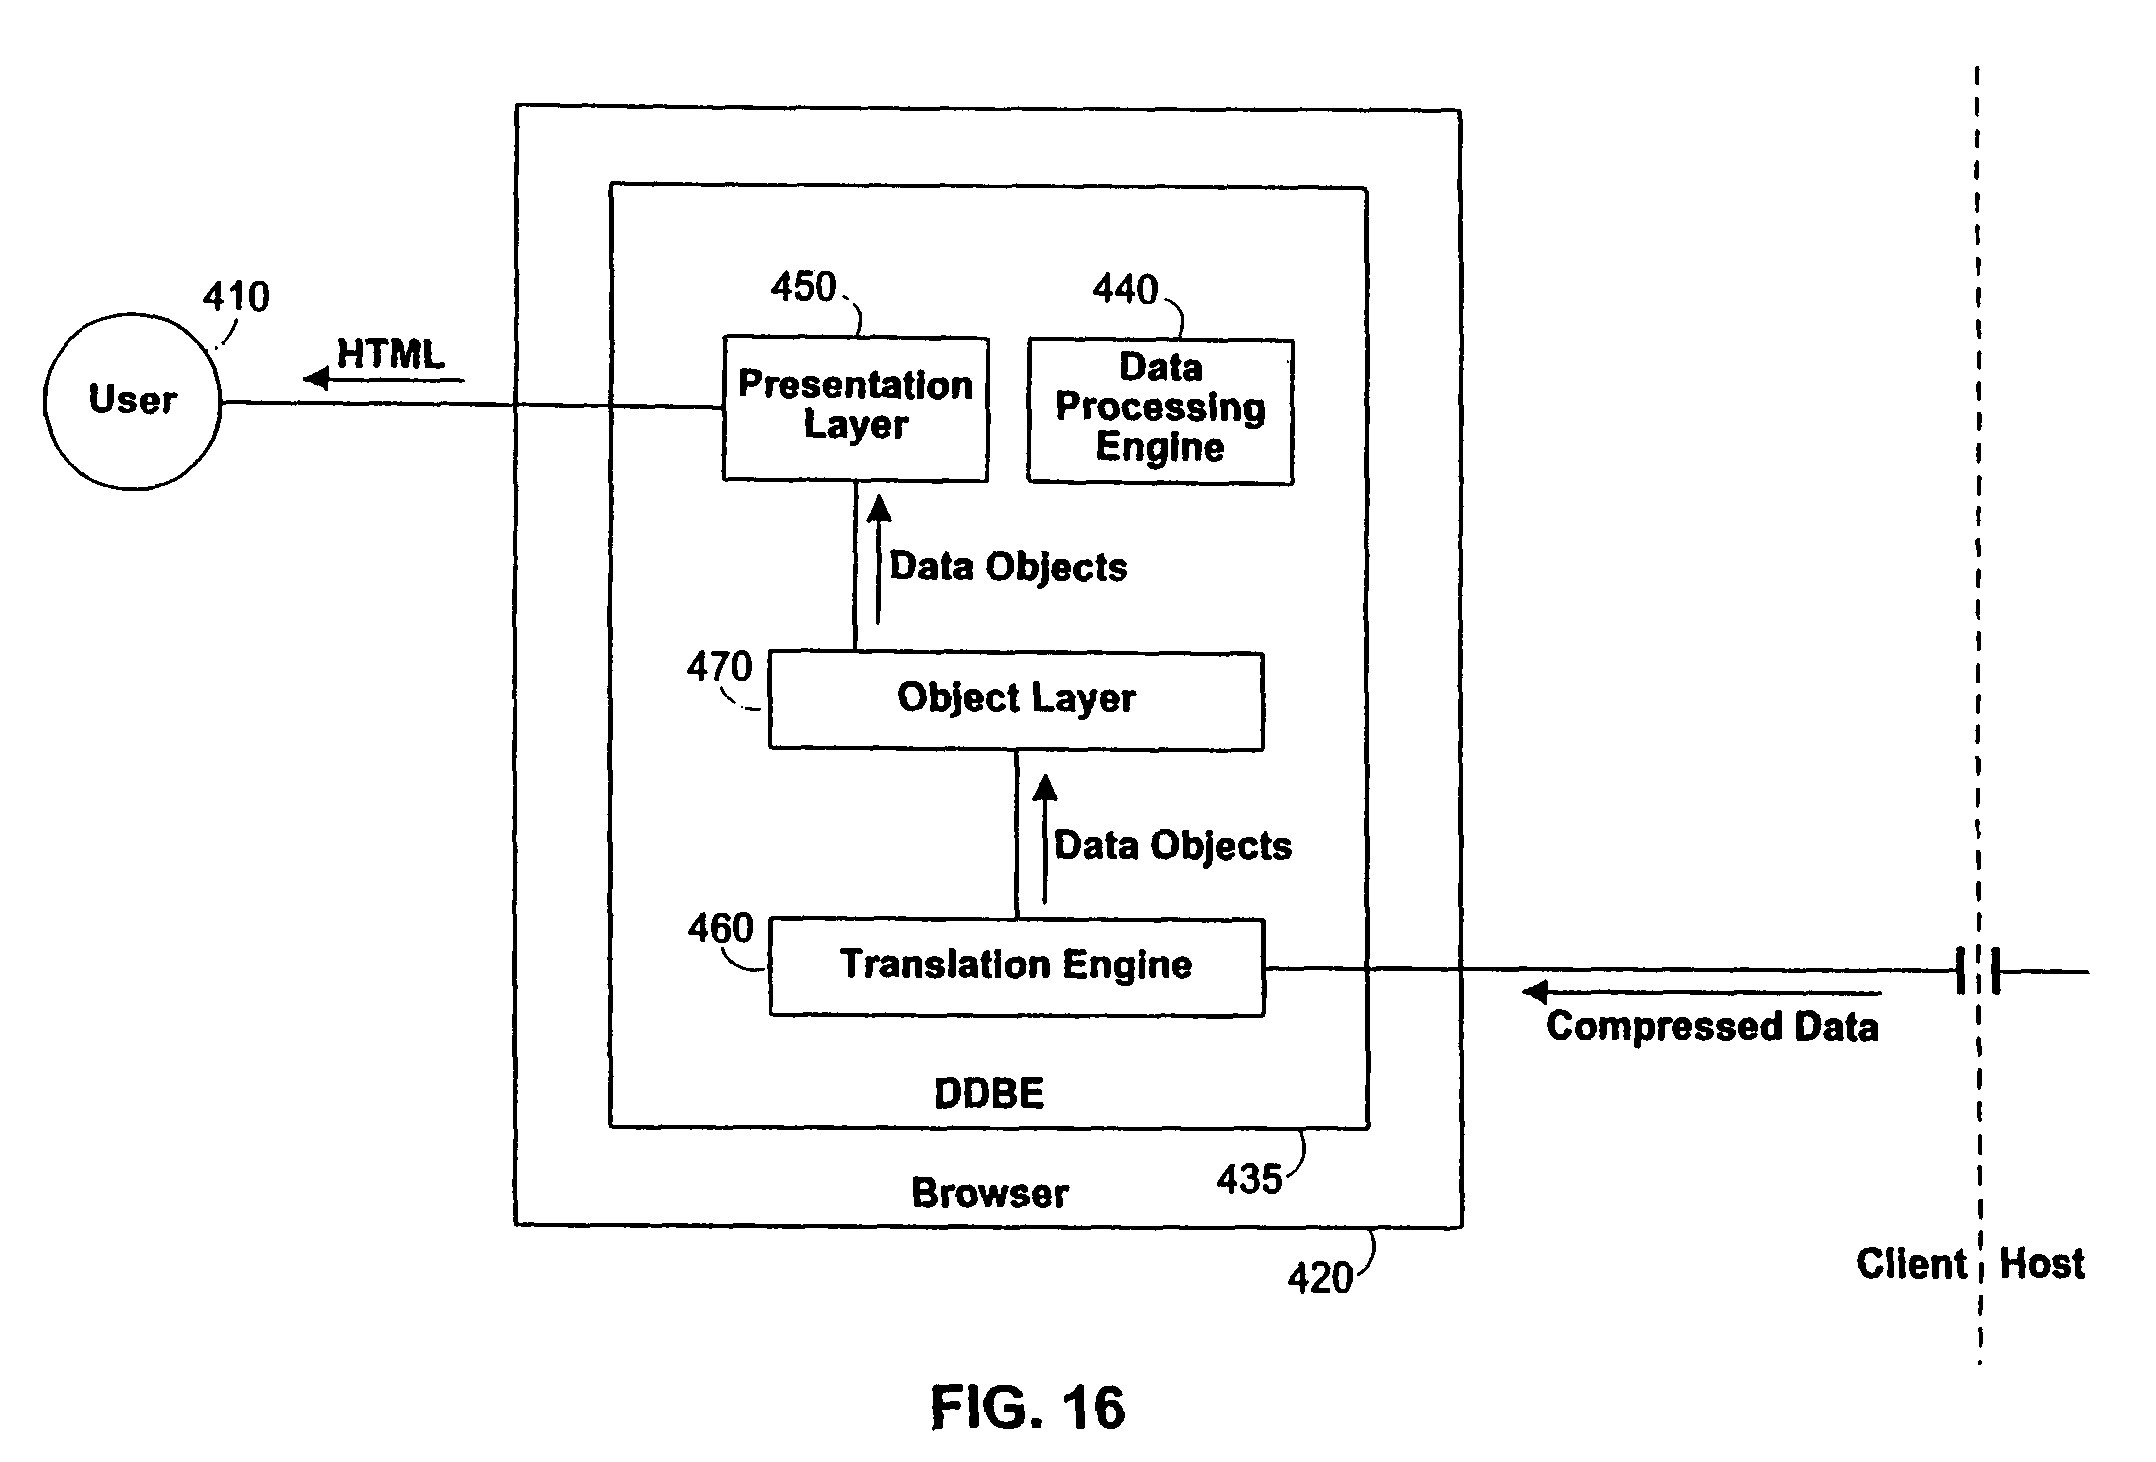 450
440
410
HTML
User
Presentation
Layer
Data
Processing
Engine
Data Objects
470
Object Layer
Data Objects
460
Translation Engine
Compressed Data
DDBE
435
Browser
420
Client
Host
FIG. 16